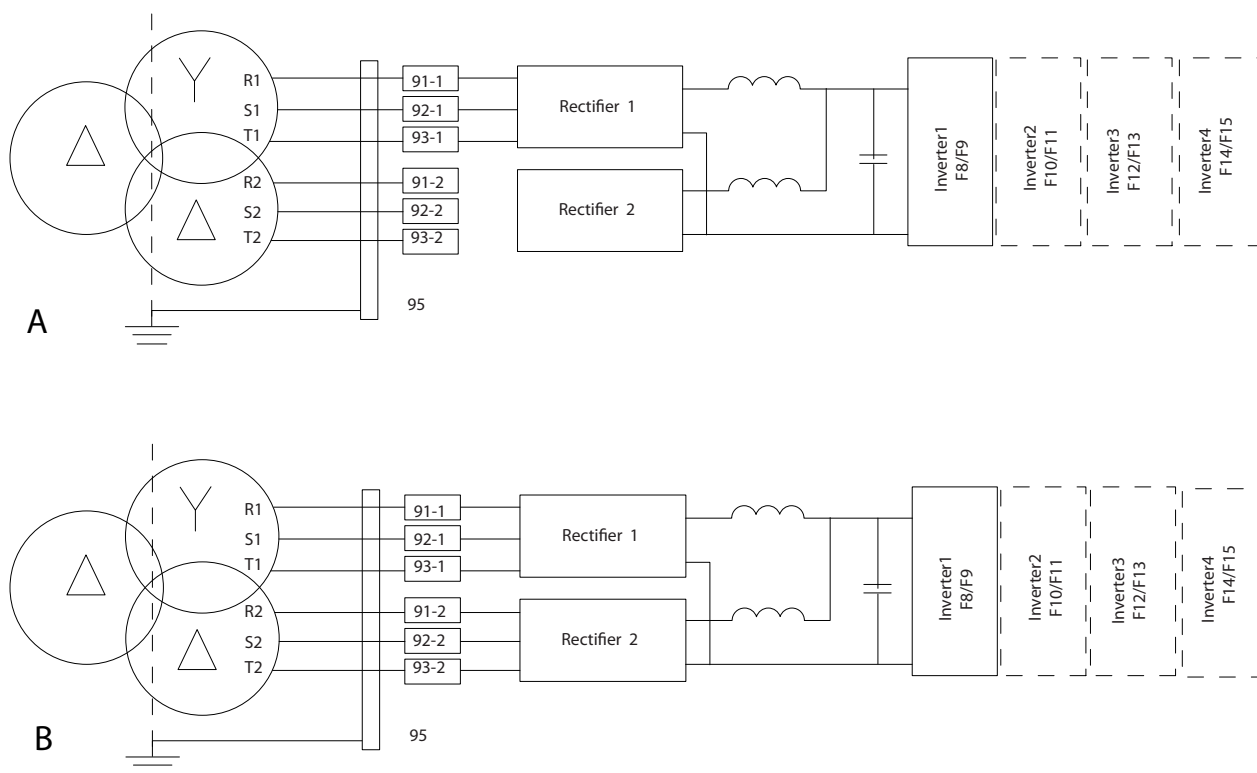 R1
91-1
S1
92-1
Rectifier 1
T1
93-1
R2
91-2
S2
92-2
Rectifier 2
T2
93-2
Inverter1
F8/F9
Inverter2
F10/F11
Inverter3
F12/F13
Inverter4
F14/F15
95
A
R1
91-1
S1
92-1
Rectifier 1
T1
93-1
R2
91-2
S2
92-2
Rectifier 2
T2
93-2
Inverter1
F8/F9
Inverter2
F10/F11
Inverter3
F12/F13
Inverter4
F14/F15
95
B